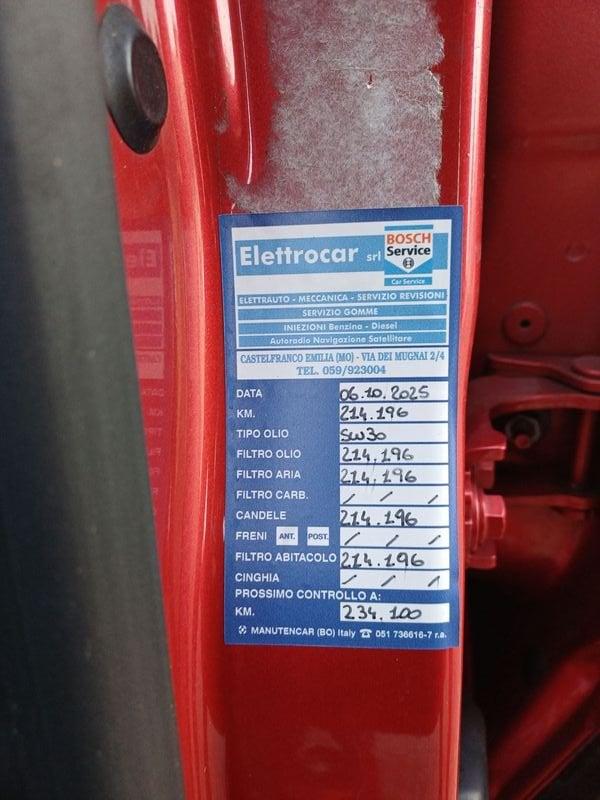 Elettrocar srl
BOSCH
Service
Car Service
ELETTRAUTO - MECCANICA - SERVIZIO REVISIONI
SERVIZIO GOMME
INIEZIONI Benzina - Diesel
Autoradio Navigazione Satellitare
CASTELFRANCO EMILIA (MO) - VIA DEI MUGNAI 2/4
TEL. 059/923004
DATA 06.10.2025
KM. 214.196
TIPO OLIO 5W30
FILTRO OLIO 214.196
FILTRO ARIA 214.196
FILTRO CARB. / / /
CANDELE 214.196
FRENI ANT. POST. / / /
FILTRO ABITACOLO 214.196
CINGHIA / / /
PROSSIMO CONTROLLO A:
KM. 234.100
MANUTENCAR (BO) Italy ☎ 051 736616-7 r.a.